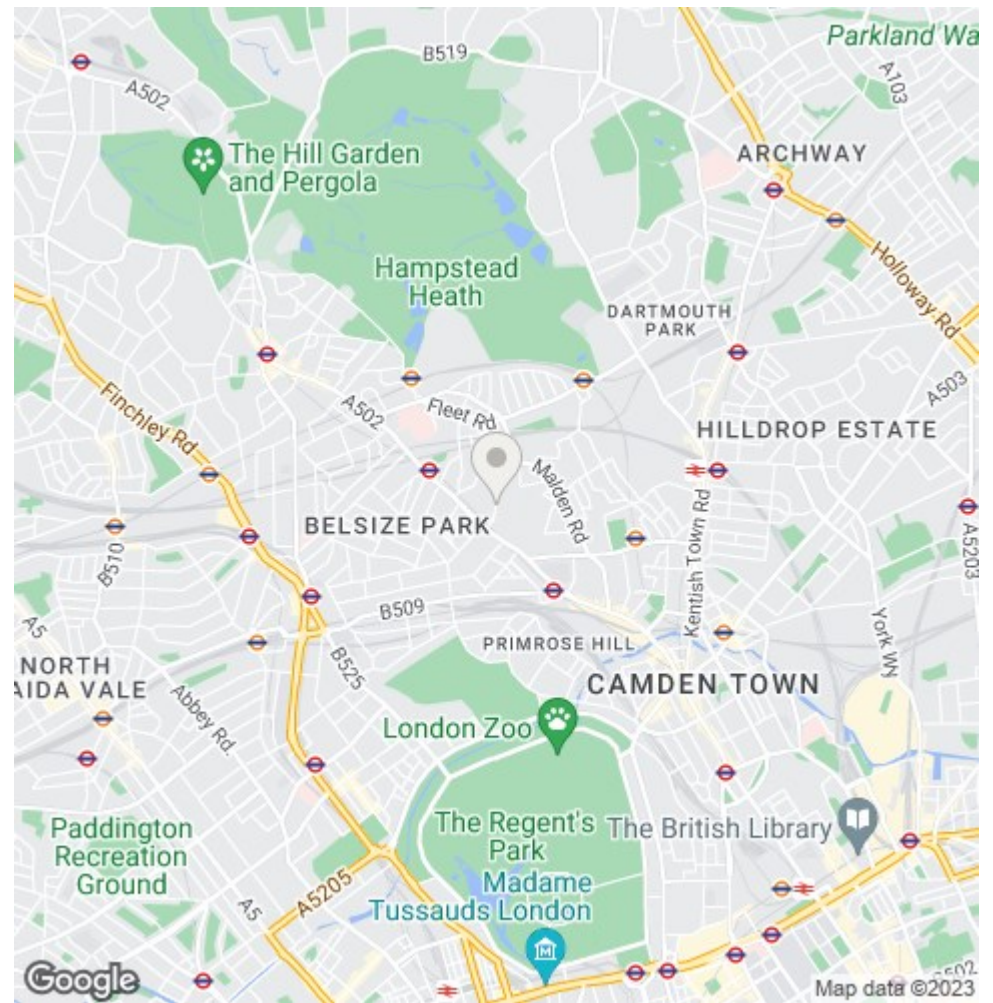 Parkland Wa
B519
A103
A502
The Hill Garden
and Pergola
ARCHWAY
Hampstead
Heath
Holloway Rd
DARTMOUTH
PARK
A503
Finchley Rd
A502
Fleet Rd
HILLDROP ESTATE
Malden Rd
BELSIZE PARK
Kentish Town Rd
A5203
B510
B509
A5
PRIMROSE HILL
York Wy
NORTH
AIDA VALE
B525
CAMDEN TOWN
Abbey Rd.
London Zoo
The Regent's
Park
The British Library
Paddington
Recreation
Ground
Madame
Tussauds London
A5205
A5
A502
Google
Map data ©2023